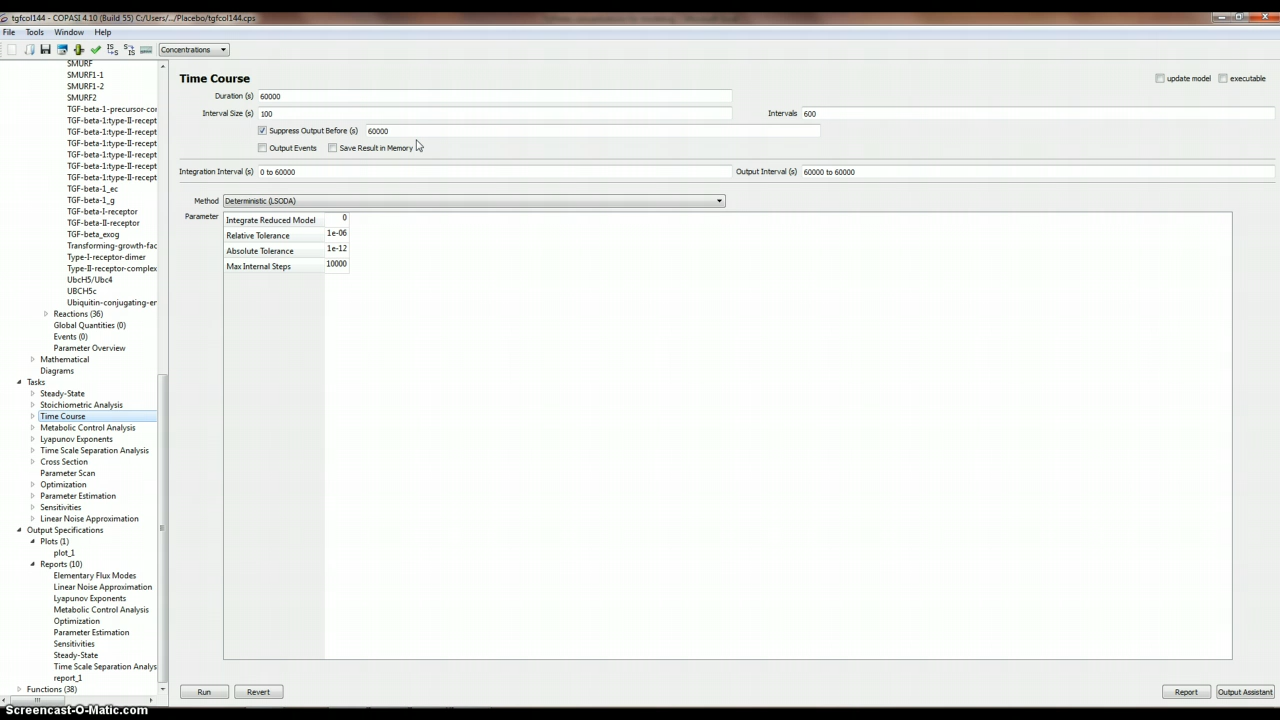 tgfcol144 - COPASI 4.10 (Build 55) C:/Users/.../Placebo/tgfcol144.cps
File Tools Window Help
Concentrations
SMURF
SMURF1-1
SMURF1-2
SMURF2
TGF-beta-1-precursor-cor
TGF-beta-1:type-II-recept
TGF-beta-1:type-II-recept
TGF-beta-1:type-II-recept
TGF-beta-1:type-II-recept
TGF-beta-1:type-II-recept
TGF-beta-1:type-II-recept
TGF-beta-1_ec
TGF-beta-1_g
TGF-beta-I-receptor
TGF-beta-II-receptor
TGF-beta_exog
Transforming-growth-fac
Type-I-receptor-dimer
Type-II-receptor-complex
UbcH5/Ubc4
UBCH5c
Ubiquitin-conjugating-er
Reactions (36)
Global Quantities (0)
Events (0)
Parameter Overview
Mathematical
Diagrams
Tasks
Steady-State
Stoichiometric Analysis
Time Course
Metabolic Control Analysis
Lyapunov Exponents
Time Scale Separation Analysis
Cross Section
Parameter Scan
Optimization
Parameter Estimation
Sensitivities
Linear Noise Approximation
Output Specifications
Plots (1)
plot_1
Reports (10)
Elementary Flux Modes
Linear Noise Approximation
Lyapunov Exponents
Metabolic Control Analysis
Optimization
Parameter Estimation
Sensitivities
Steady-State
Time Scale Separation Analys
report_1
Functions (38)
Time Course
update model executable
Duration (s) 60000
Interval Size (s) 100 Intervals 600
Suppress Output Before (s) 60000
Output Events Save Result in Memory
Integration Interval (s) 0 to 60000 Output Interval (s) 60000 to 60000
Method Deterministic (LSODA)
Parameter
Integrate Reduced Model 0
Relative Tolerance 1e-06
Absolute Tolerance 1e-12
Max Internal Steps 10000
Run Revert Report Output Assistant
Screencast-O-Matic.com